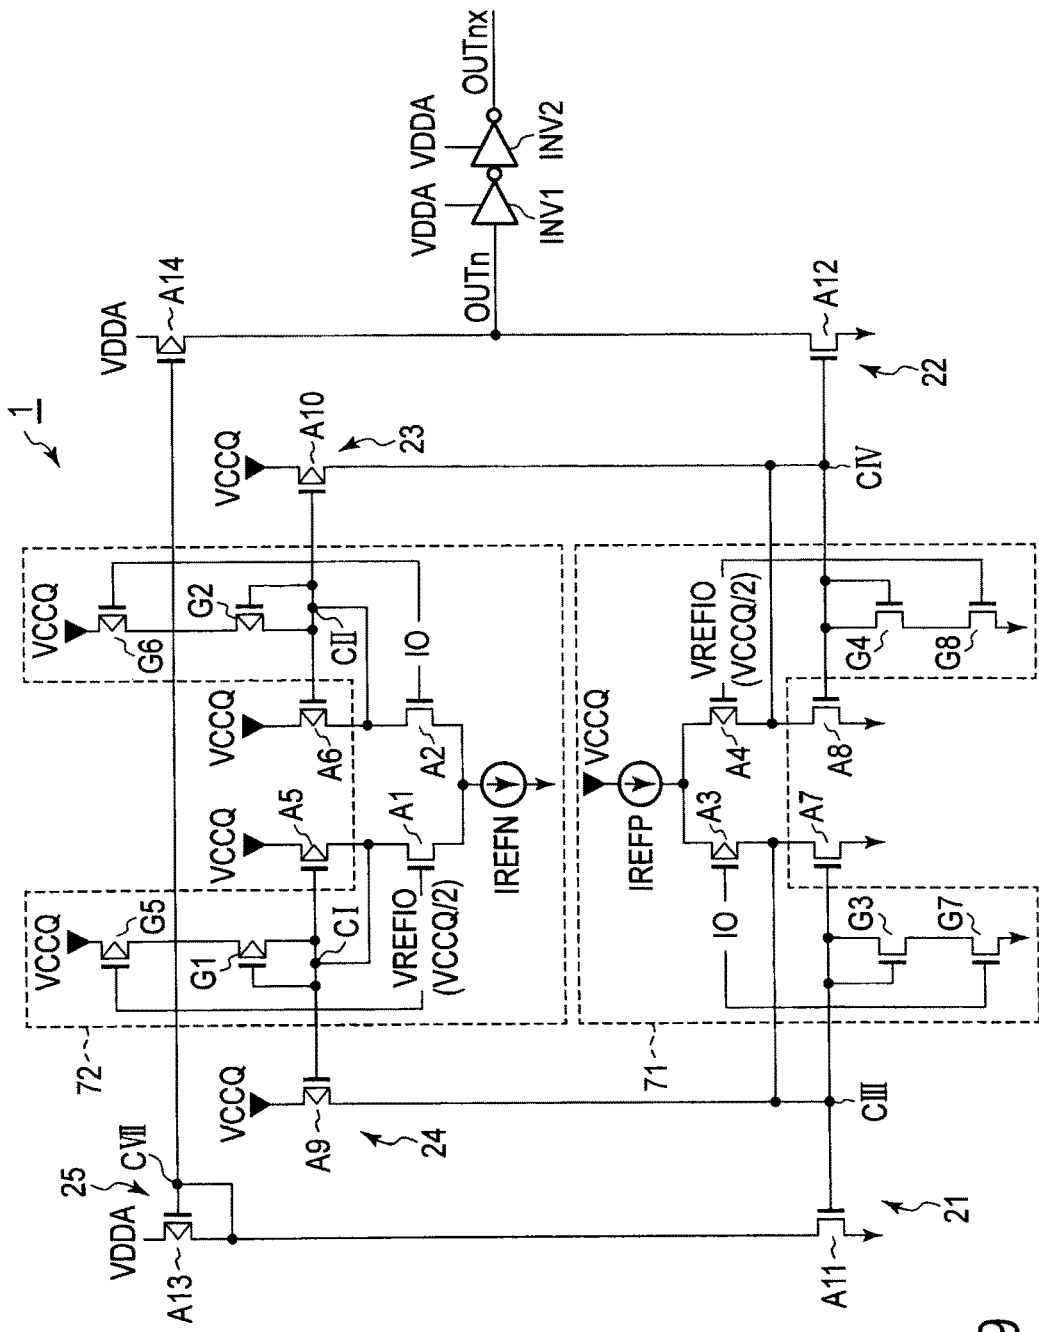 1
VDDA
A14
VDDA
VDDA
OUTn
OUTnx
INV1
INV2
VCCQ
A10
23
VCCQ
G6
G2
CII
IO
VCCQ
A6
A2
VCCQ
A5
A1
IREFN
VCCQ
G5
G1
CI
VREFIO
(VCCQ/2)
72
VCCQ
A9
24
25
CVII
VDDA
A13
A12
22
CIV
VREFIO
(VCCQ/2)
G4
G8
A4
A8
VCCQ
IREFP
A3
A7
IO
G3
G7
71
CIII
A11
21